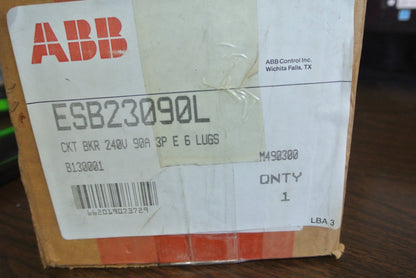 ABB
ABB Control Inc.
Wichita Falls, TX
ESB23090L
CKT BKR 240V 90A 3P E 6 LUGS
B130001
M490300
QNTY
1
662019073729
LBA 3